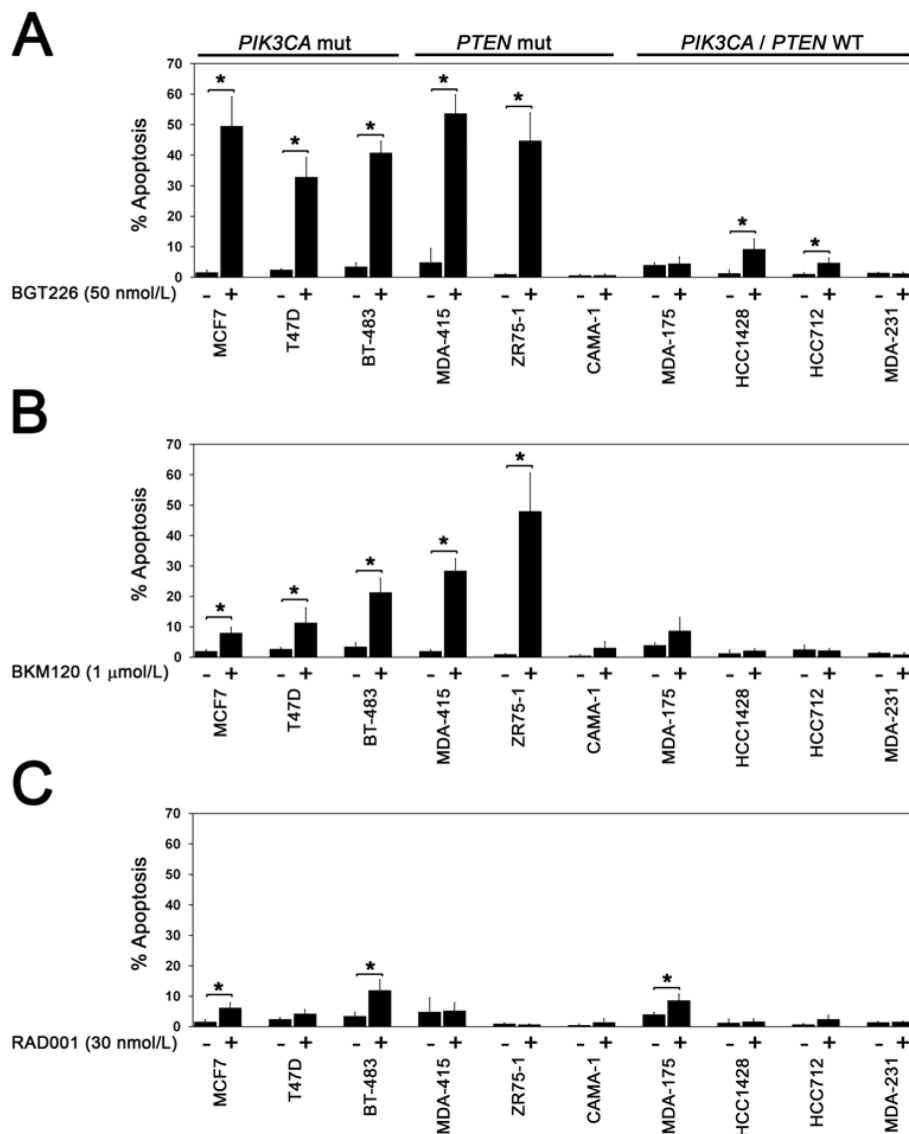 A
PIK3CA mut PTEN mut PIK3CA / PTEN WT
70
60
50
40
30
20
10
0
% Apoptosis
* * * * * * *
BGT226 (50 nmol/L) - + - + - + - + - + - + - + - + - + - +
MCF7 T47D BT-483 MDA-415 ZR75-1 CAMA-1 MDA-175 HCC1428 HCC712 MDA-231
B
70
60
50
40
30
20
10
0
% Apoptosis
* * * * *
BKM120 (1 μmol/L) - + - + - + - + - + - + - + - + - + - +
MCF7 T47D BT-483 MDA-415 ZR75-1 CAMA-1 MDA-175 HCC1428 HCC712 MDA-231
C
70
60
50
40
30
20
10
0
% Apoptosis
* * *
RAD001 (30 nmol/L) - + - + - + - + - + - + - + - + - + - +
MCF7 T47D BT-483 MDA-415 ZR75-1 CAMA-1 MDA-175 HCC1428 HCC712 MDA-231